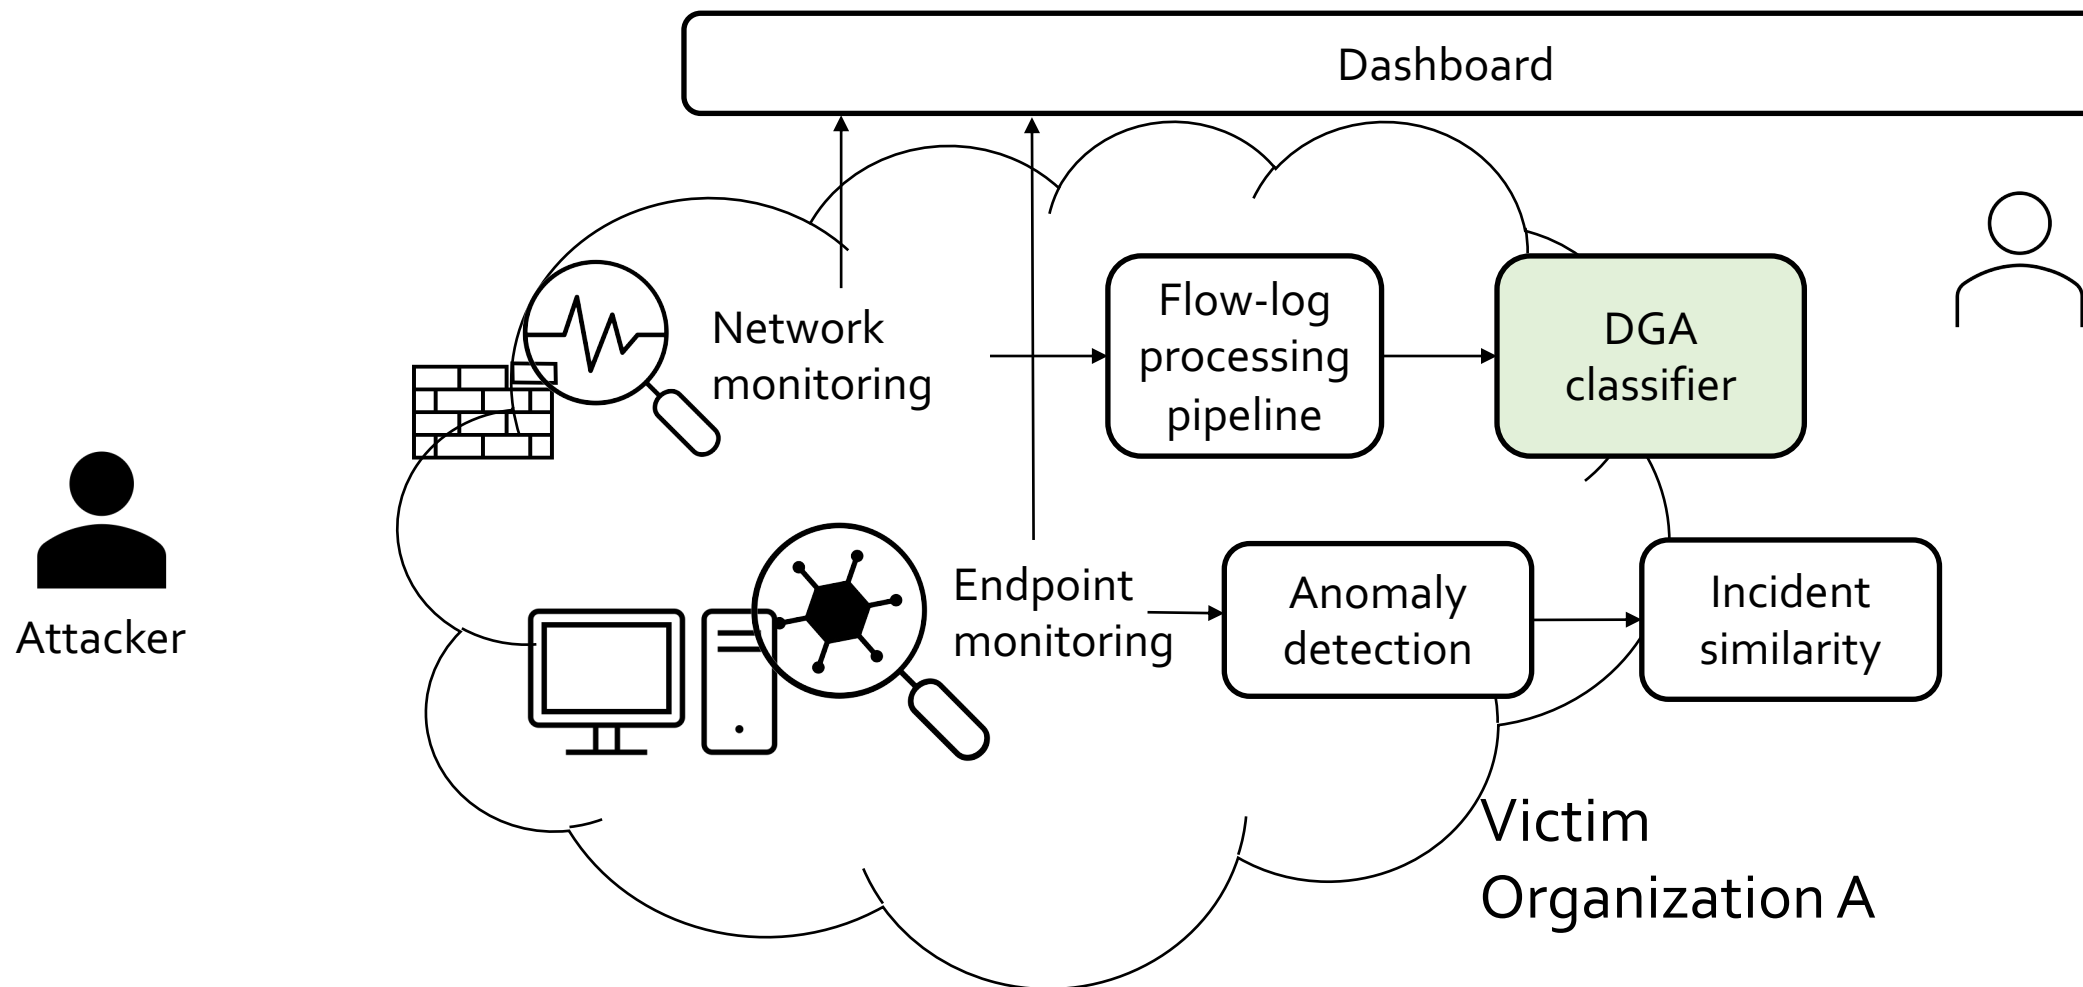 Dashboard
Network
monitoring
Flow-log
processing
pipeline
DGA
classifier
Attacker
Endpoint
monitoring
Anomaly
detection
Incident
similarity
Victim
Organization A